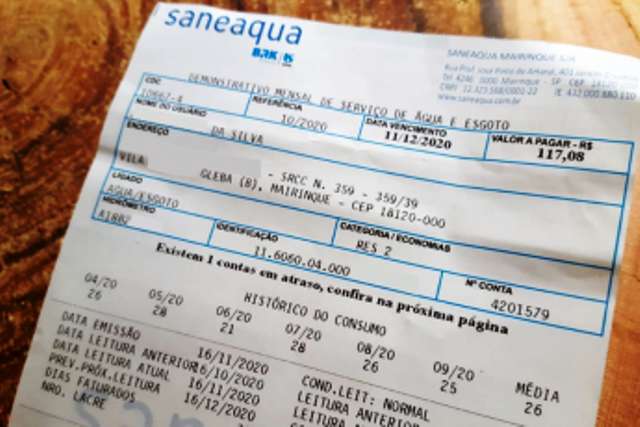 saneaqua
BRK
SANEAQUA MAIRINQUE S/A
www.saneaqua.com.br
DEMONSTRATIVO MENSAL DE SERVIÇO DE ÁGUA E ESGOTO
CDC
REFERÊNCIA
10/2020
DATA VENCIMENTO
11/12/2020
VALOR A PAGAR - R$
117,08
NOME DO USUÁRIO
DA SILVA
ENDEREÇO
VILA - SRCC N. 359 - 359/39
GLEBA (B), MAIRINQUE - CEP 18120-000
LIGADO
ÁGUA/ESGOTO
CATEGORIA / ECONOMIAS
RES 2
HIDRÔMETRO
IDENTIFICAÇÃO
11.6060.04.000
Nº CONTA
4201579
Existem 1 contas em atraso, confira na próxima página
HISTÓRICO DO CONSUMO
04/20 05/20 06/20 07/20 08/20 09/20 MÉDIA
26 28 21 28 26 25 26
DATA EMISSÃO 16/11/2020 COND.LEIT: NORMAL
DATA LEITURA ANTERIOR 16/10/2020 LEITURA ANTERIOR
DATA LEITURA ATUAL 16/11/2020
PREV.PRÓX.LEITURA 16/12/2020
DIAS FATURADOS
NRO. LACRE